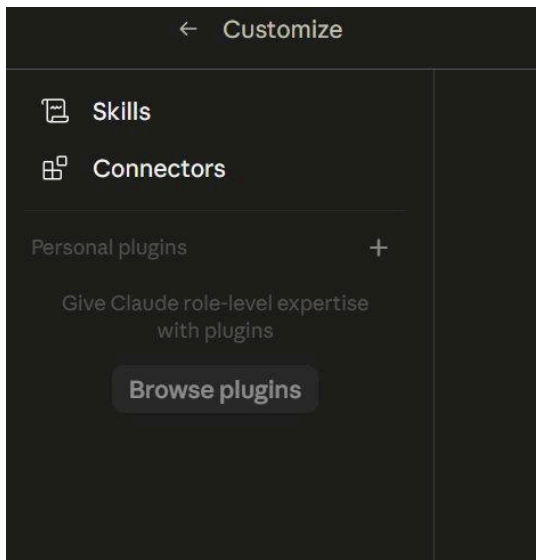 Customize
Skills
Connectors
Personal plugins
Give Claude role-level expertise
with plugins
Browse plugins